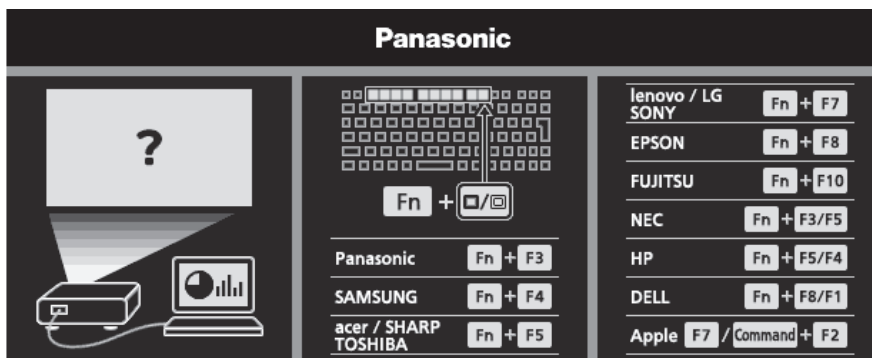 Panasonic
?
Fn + □/回
Panasonic Fn + F3
SAMSUNG Fn + F4
acer / SHARP
TOSHIBA Fn + F5
lenovo / LG
SONY Fn + F7
EPSON Fn + F8
FUJITSU Fn + F10
NEC Fn + F3/F5
HP Fn + F5/F4
DELL Fn + F8/F1
Apple F7 / Command + F2